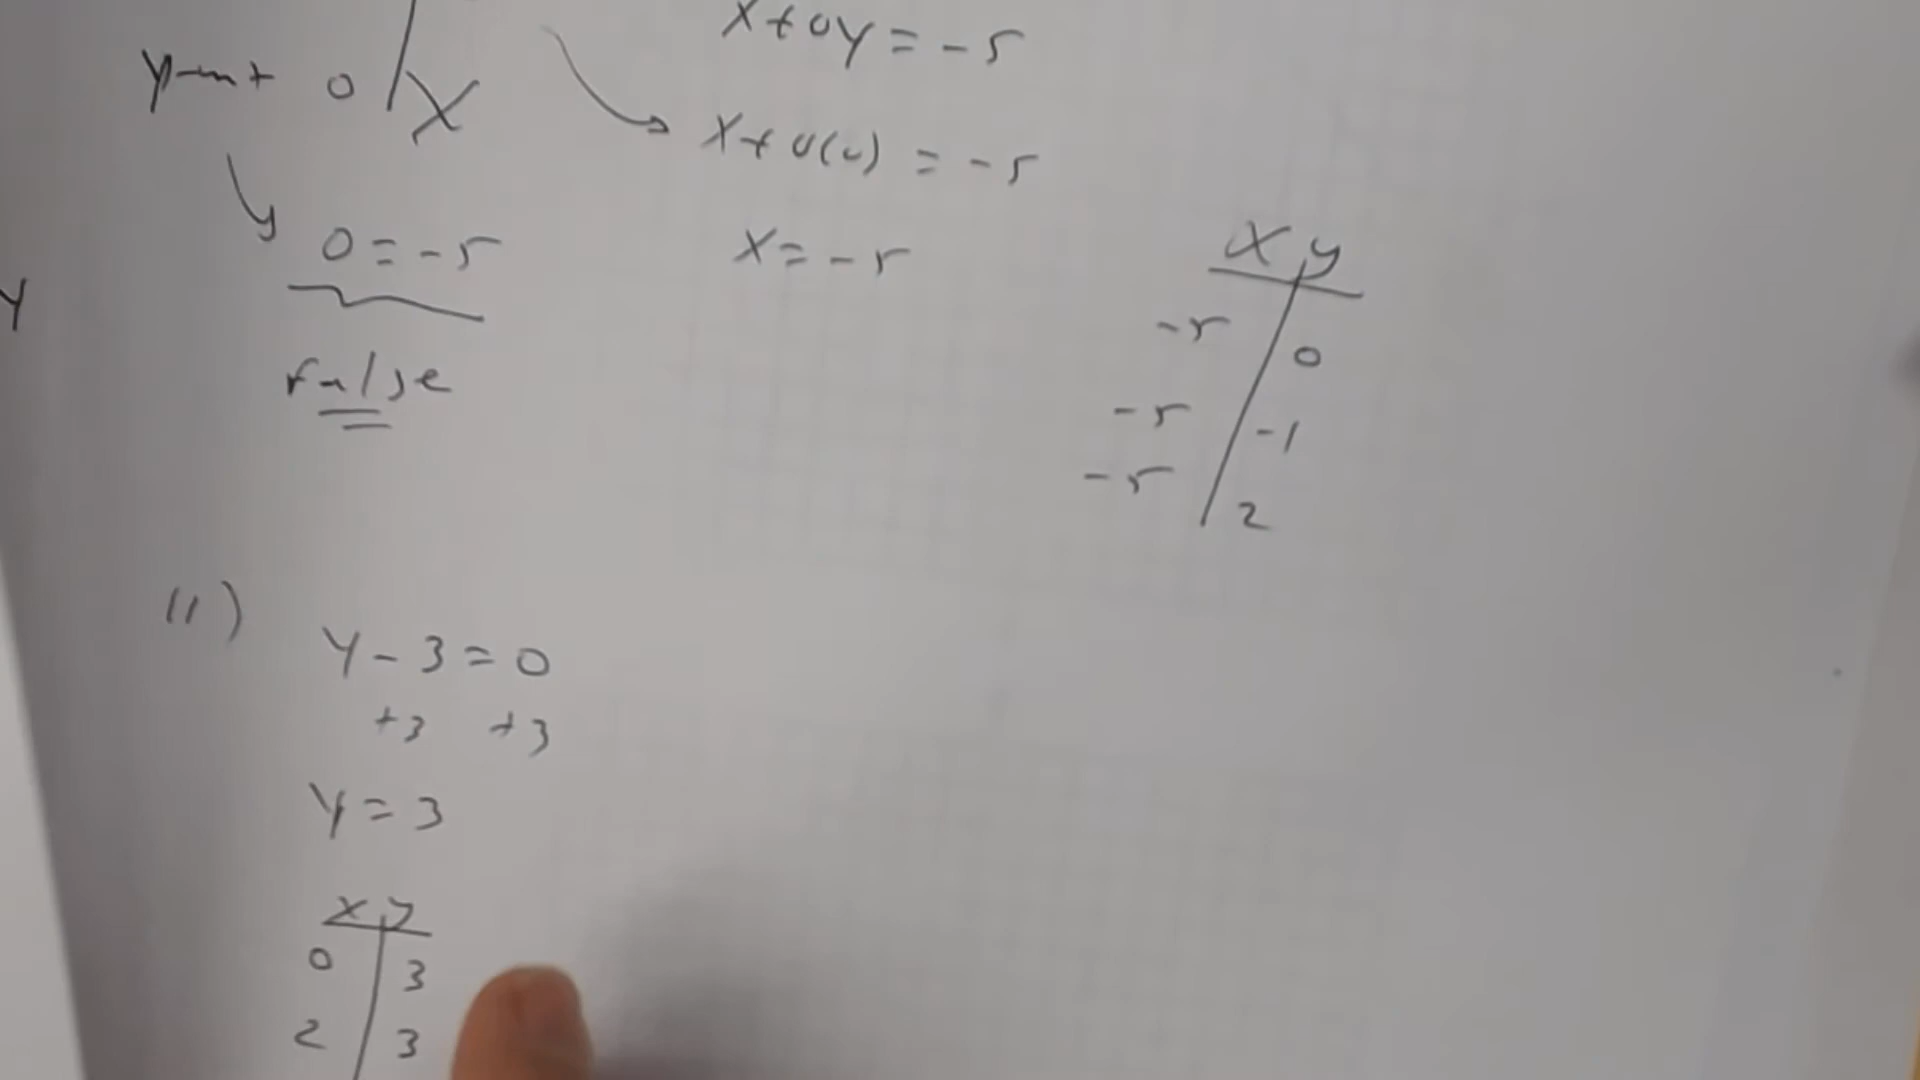 x+0y = -5
y-int 0 | X
x+0(0) = -5
0 = -5
x = -5
false
x y
-5 0
-5 -1
-5 2
y
11)
y - 3 = 0
+3 +3
y = 3
x y
0 3
2 3